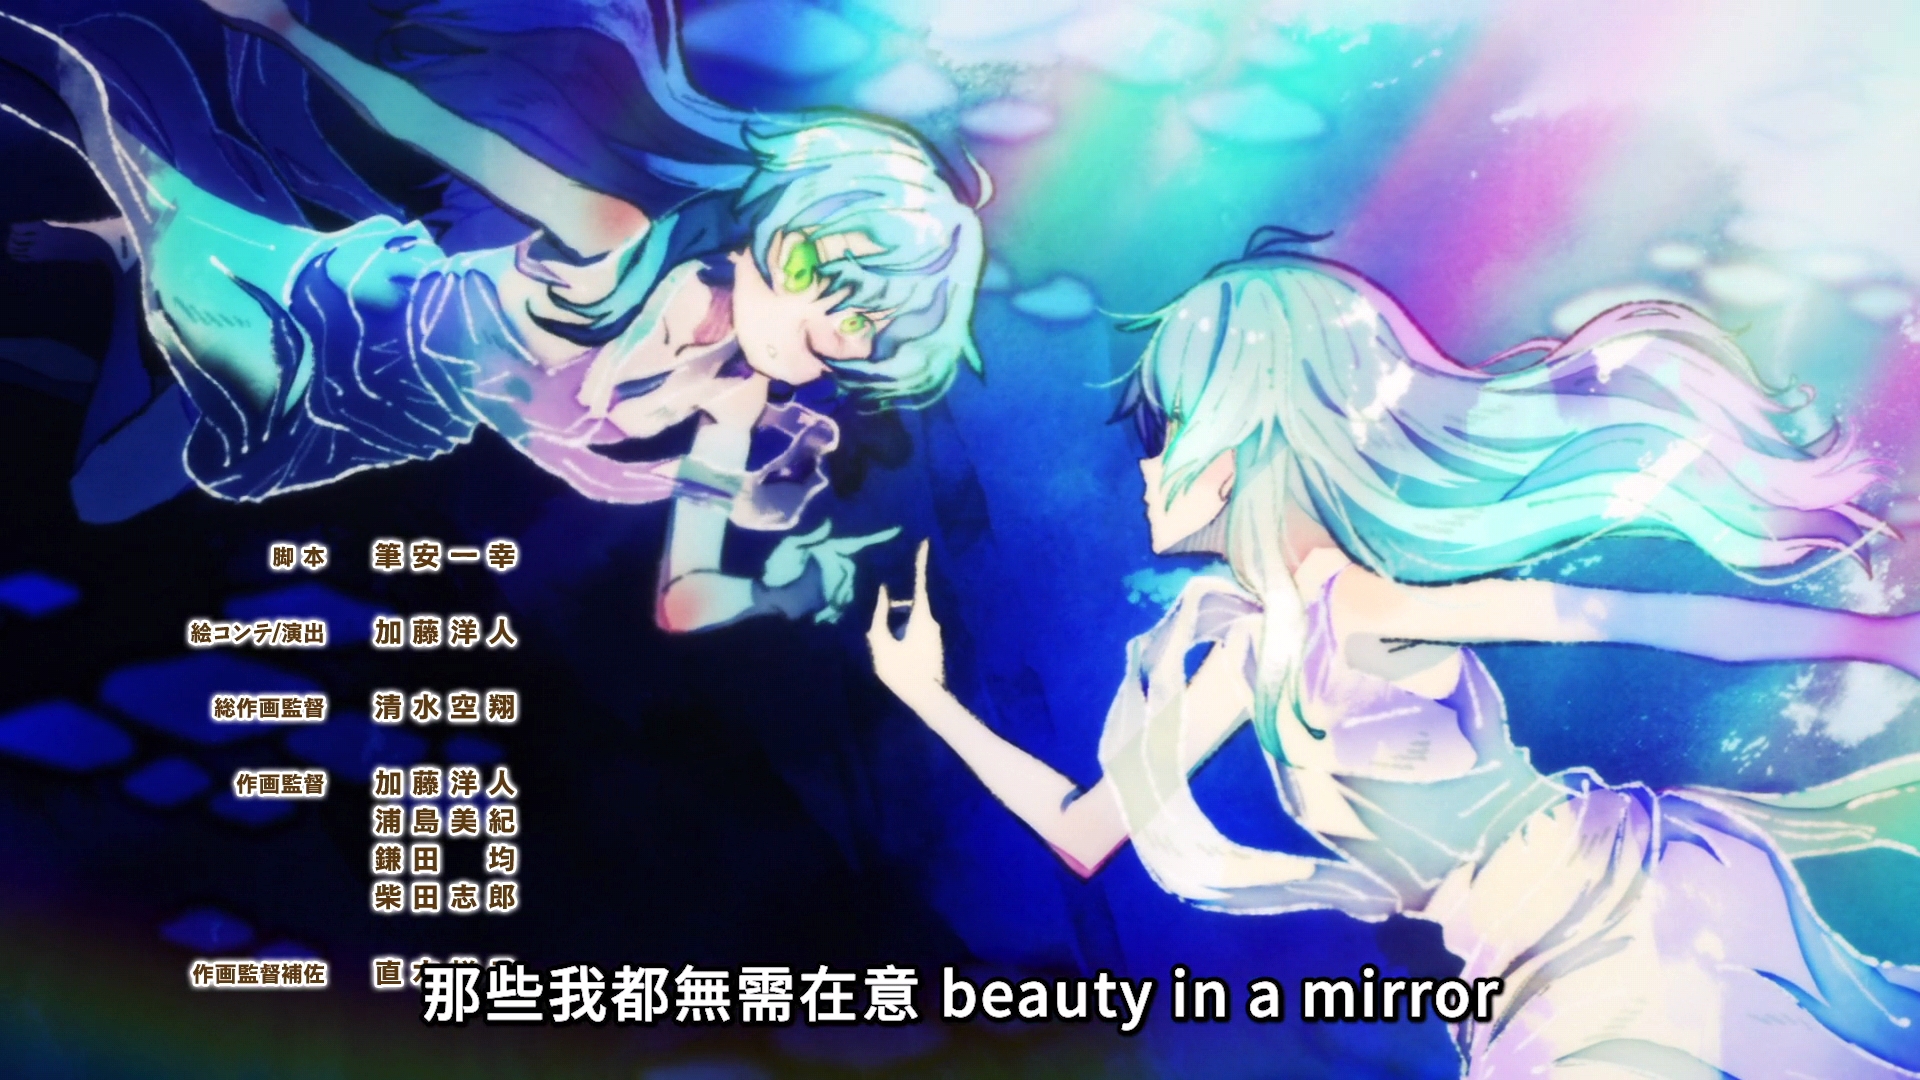 脚本 筆安一幸
絵コンテ/演出 加藤洋人
総作画監督 清水空翔
作画監督 加藤洋人
浦島美紀
鎌田 均
柴田志郎
作画監督補佐 直
那些我都無需在意 beauty in a mirror